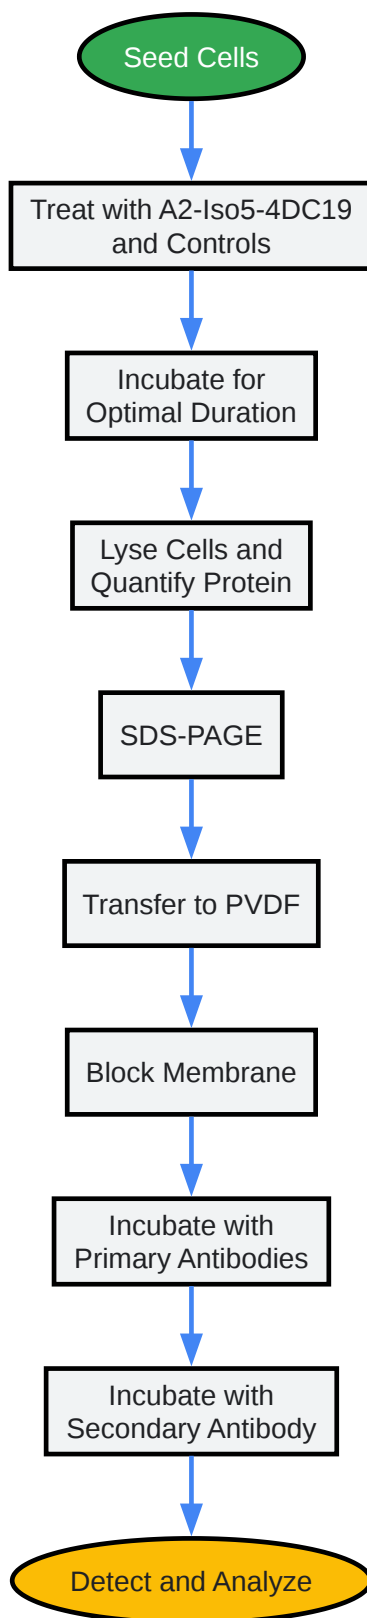 Seed Cells
Treat with A2-Iso5-4DC19
and Controls
Incubate for
Optimal Duration
Lyse Cells and
Quantify Protein
SDS-PAGE
Transfer to PVDF
Block Membrane
Incubate with
Primary Antibodies
Incubate with
Secondary Antibody
Detect and Analyze